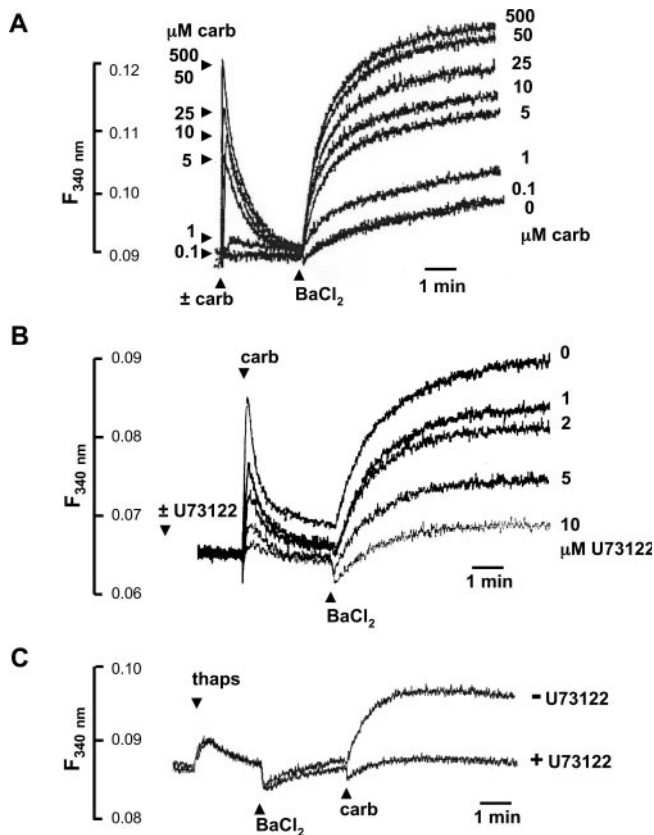 A
μM carb
500
50
25
10
5
1
0.1
0.12
0.11
0.10
0.09
F340 nm
± carb
BaCl2
1 min
500
50
25
10
5
1
0.1
0
μM carb
B
carb
0.09
0.08
0.07
0.06
F340 nm
± U73122
BaCl2
1 min
0
1
2
5
10
μM U73122
C
thaps
0.10
0.09
0.08
F340 nm
BaCl2
carb
- U73122
+ U73122
1 min